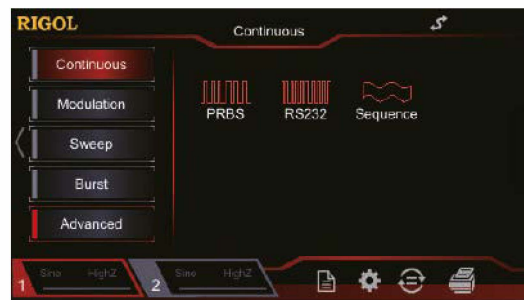 RIGOL
Continuous
Continuous
Modulation
Sweep
Burst
Advanced
PRBS
RS232
Sequence
1
Sine
HighZ
2
Sine
HighZ